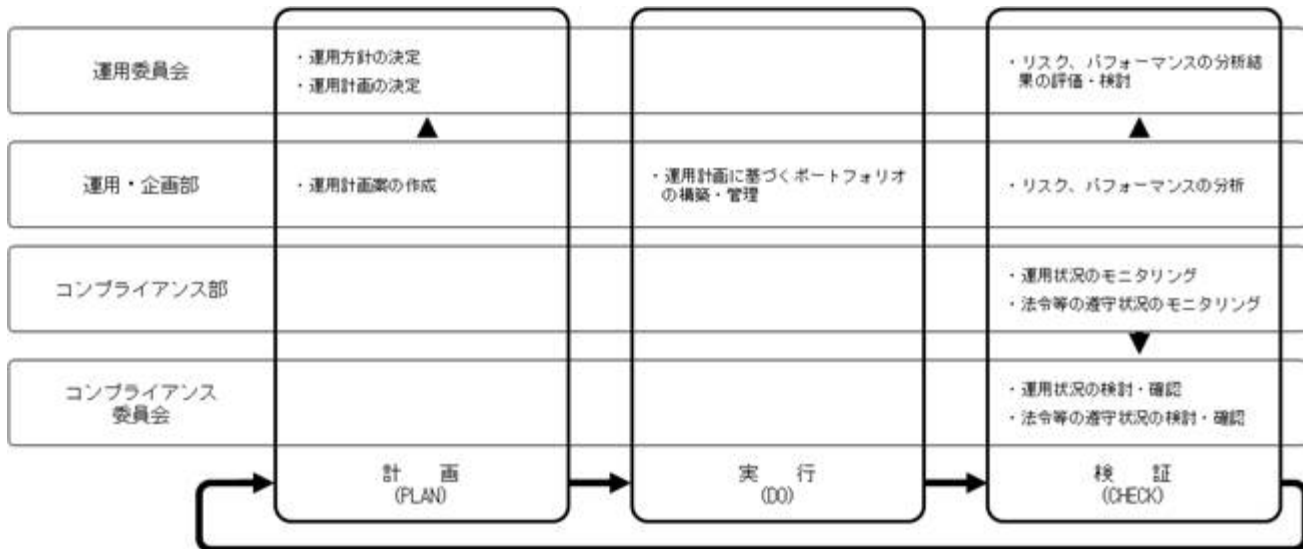 運用委員会
・運用方針の決定
・運用計画の決定
・リスク、パフォーマンスの分析結
果の評価・検討
運用・企画部
・運用計画案の作成
・運用計画に基づくポートフォリオ
の構築・管理
・リスク、パフォーマンスの分析
コンプライアンス部
・運用状況のモニタリング
・法令等の遵守状況のモニタリング
コンプライアンス
委員会
・運用状況の検討・確認
・法令等の遵守状況の検討・確認
計　画
(PLAN)
実　行
(DO)
検　証
(CHECK)